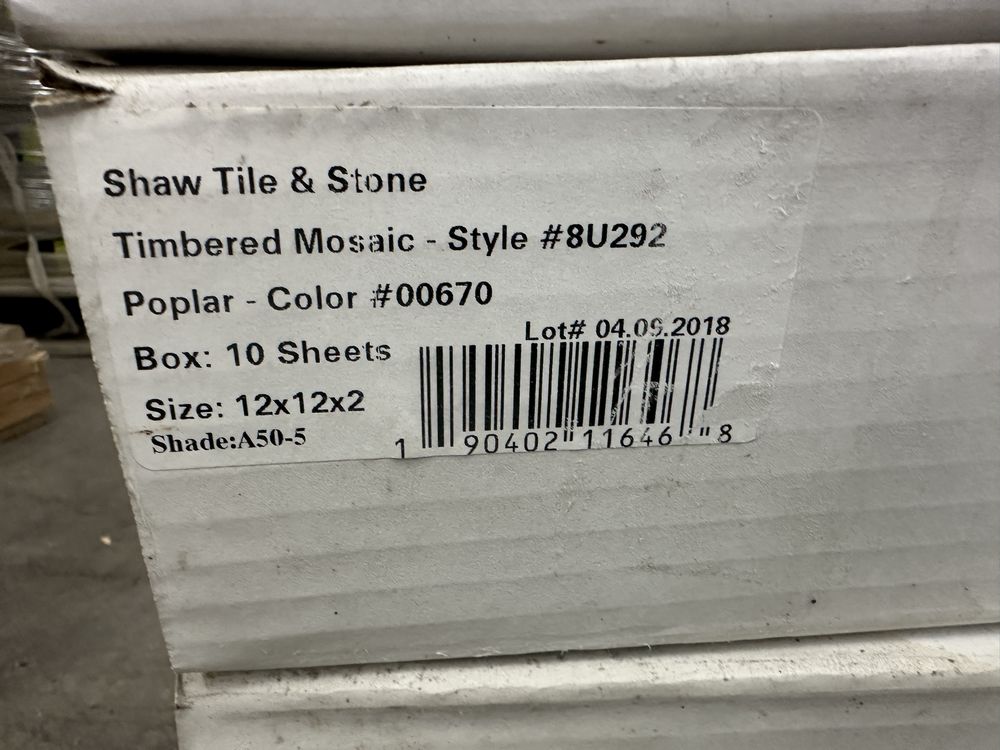 Shaw Tile & Stone
Timbered Mosaic - Style #8U292
Poplar - Color #00670
Lot# 04.09.2018
Box: 10 Sheets
Size: 12x12x2
Shade:A50-5
1 90402 11646 8